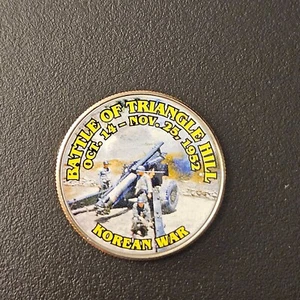 BATTLE OF TRIANGLE HILL
OCT. 14 – NOV. 25, 1952
KOREAN WAR